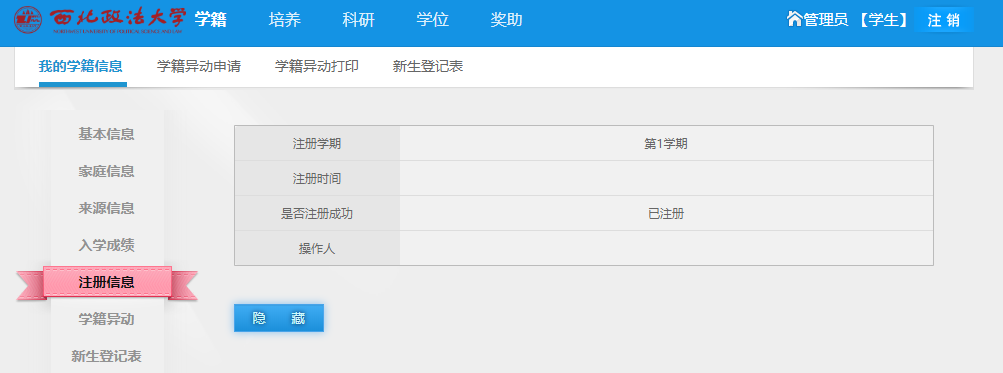 西北政法大学 学籍 培养 科研 学位 奖助 管理员 【学生】 注 销
我的学籍信息 学籍异动申请 学籍异动打印 新生登记表
基本信息
家庭信息
来源信息
入学成绩
注册信息
学籍异动
新生登记表
注册学期 第1学期
注册时间
是否注册成功 已注册
操作人
隐 藏